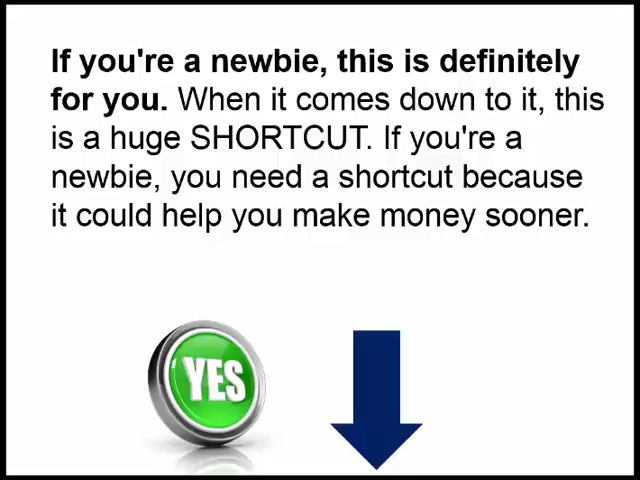 If you're a newbie, this is definitely
for you. When it comes down to it, this
is a huge SHORTCUT. If you're a
newbie, you need a shortcut because
it could help you make money sooner.
YES